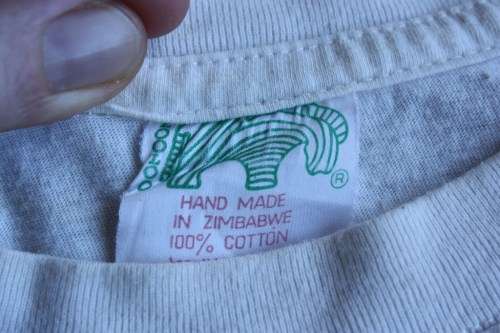 ®
HAND MADE
IN ZIMBABWE
100% COTTON